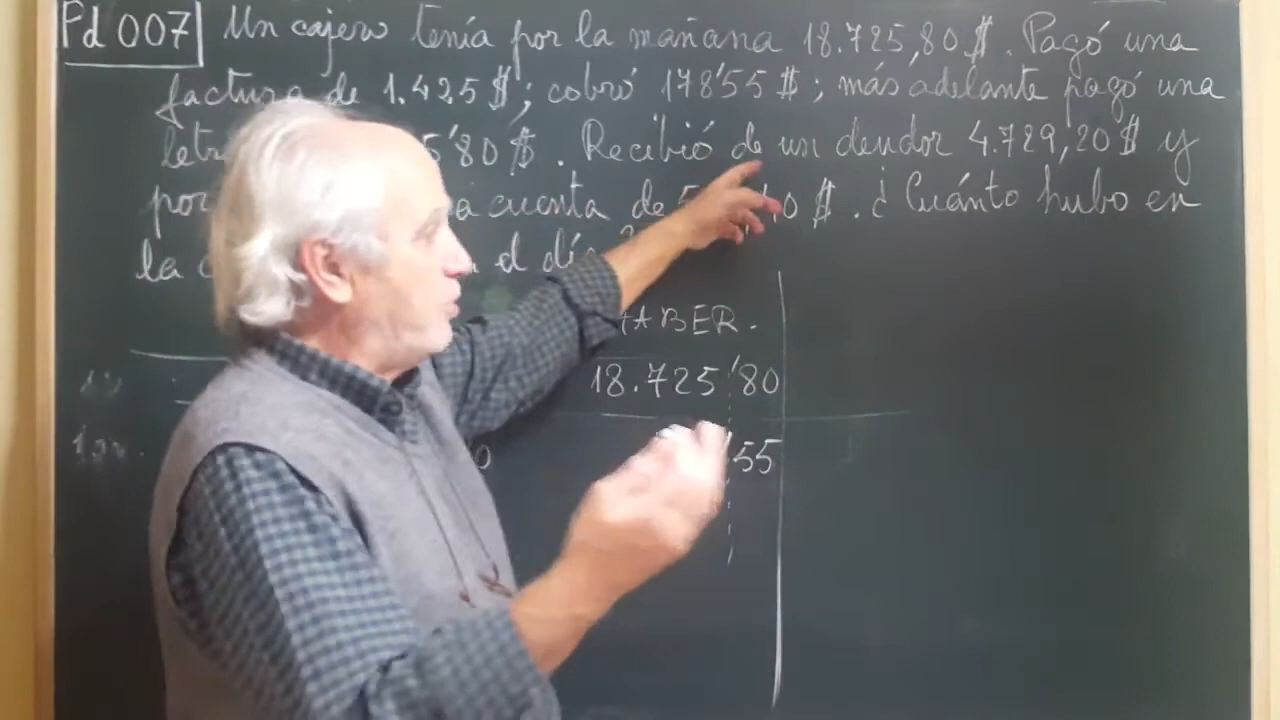 Pd 007 Un cajero tenía por la mañana 18.725,80 $. Pagó una
factura de 1.425 $; cobró 178'55 $; más adelante pagó una
5'80 $. Recibió de un deudor 4.729,20 $ y
por cuenta de $. ¿Cuánto hubo en
la el
HABER.
18.725'80
'55